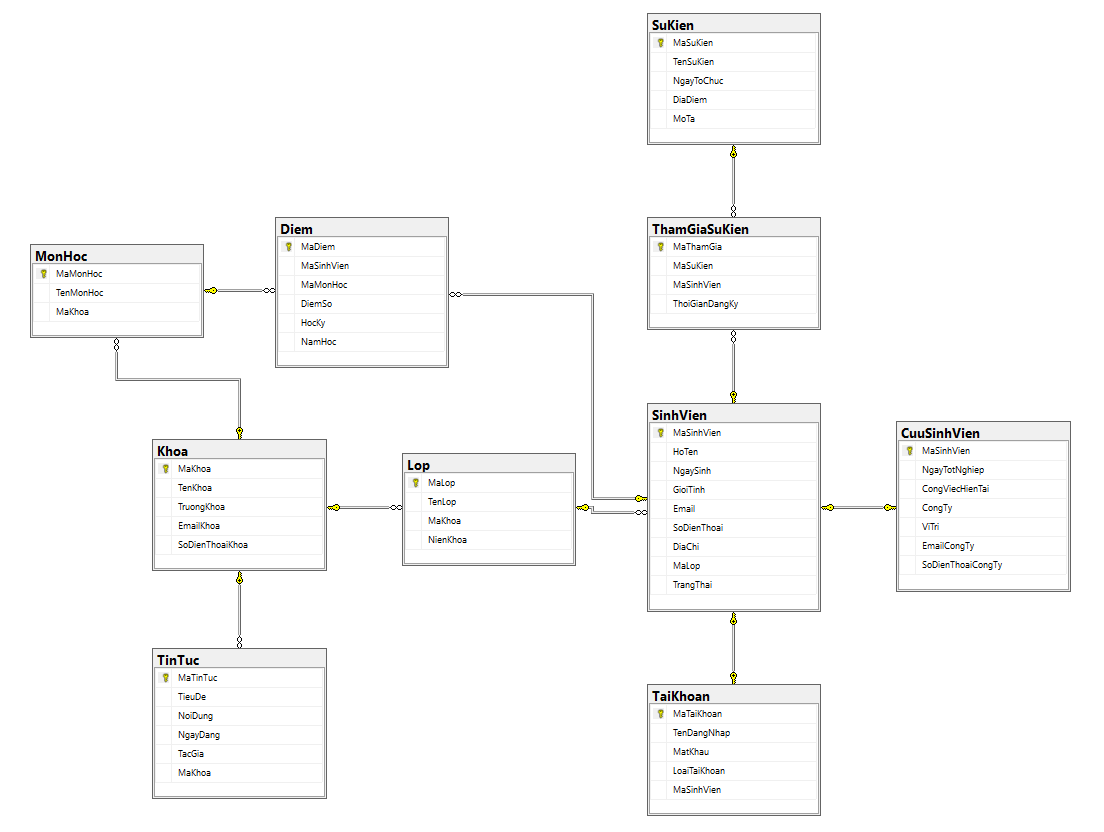 SuKien
MaSuKien
TenSuKien
NgayToChuc
DiaDiem
MoTa
MonHoc
MaMonHoc
TenMonHoc
MaKhoa
Diem
MaDiem
MaSinhVien
MaMonHoc
DiemSo
HocKy
NamHoc
ThamGiaSuKien
MaThamGia
MaSuKien
MaSinhVien
ThoiGianDangKy
Khoa
MaKhoa
TenKhoa
TruongKhoa
EmailKhoa
SoDienThoaiKhoa
Lop
MaLop
TenLop
MaKhoa
NienKhoa
SinhVien
MaSinhVien
HoTen
NgaySinh
GioiTinh
Email
SoDienThoai
DiaChi
MaLop
TrangThai
CuuSinhVien
MaSinhVien
NgayTotNghiep
CongViecHienTai
CongTy
ViTri
EmailCongTy
SoDienThoaiCongTy
TinTuc
MaTinTuc
TieuDe
NoiDung
NgayDang
TacGia
MaKhoa
TaiKhoan
MaTaiKhoan
TenDangNhap
MatKhau
LoaiTaiKhoan
MaSinhVien